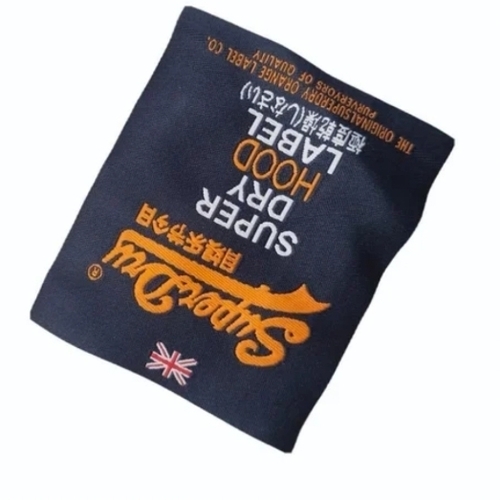 SuperDry®
SUPER
DRY
HOOD
LABEL
極度乾燥(しなさい)
PURVERYORS OF QUALITY
THE ORIGINALSUPERDRY ORANGE LABEL CO.